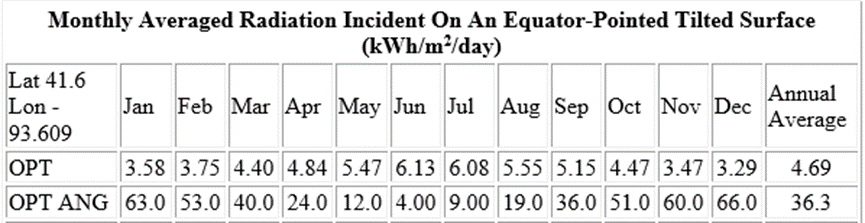 Monthly Averaged Radiation Incident On An Equator-Pointed Tilted Surface
(kWh/m²/day)
Lat 41.6
Lon -
93.609 Jan Feb Mar Apr May Jun Jul Aug Sep Oct Nov Dec Annual
Average
OPT 3.58 3.75 4.40 4.84 5.47 6.13 6.08 5.55 5.15 4.47 3.47 3.29 4.69
OPT ANG 63.0 53.0 40.0 24.0 12.0 4.00 9.00 19.0 36.0 51.0 60.0 66.0 36.3